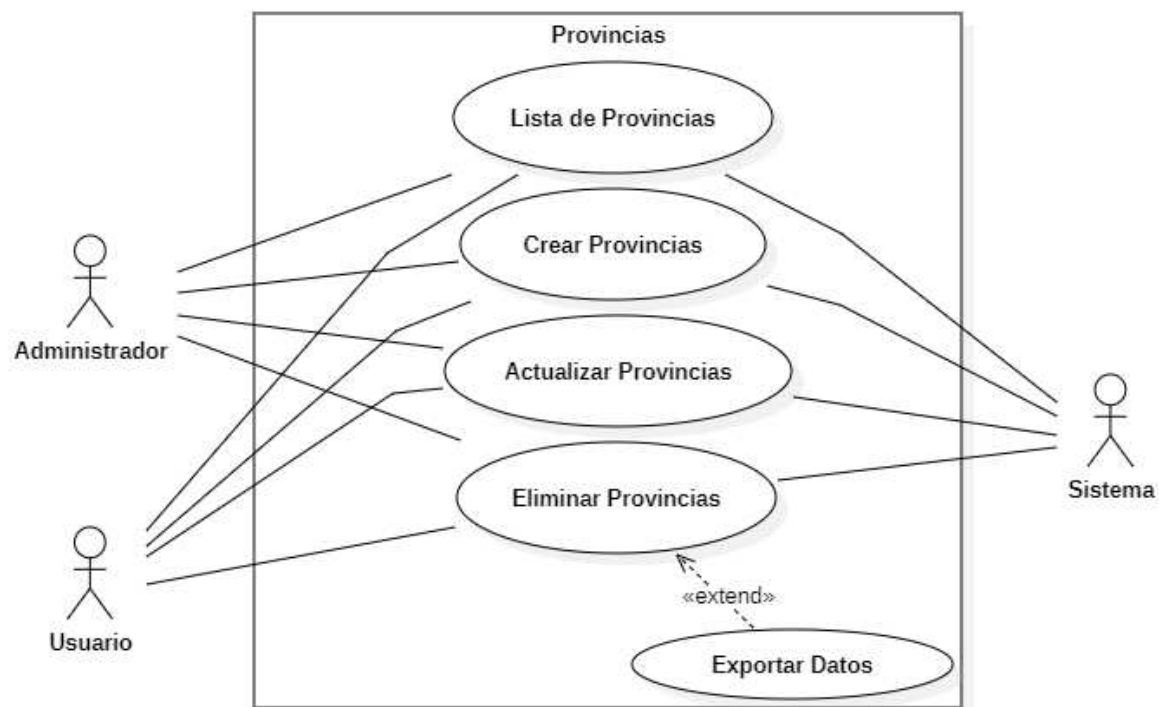 Provincias
Lista de Provincias
Crear Provincias
Administrador
Actualizar Provincias
Eliminar Provincias
Sistema
Usuario
«extend»
Exportar Datos